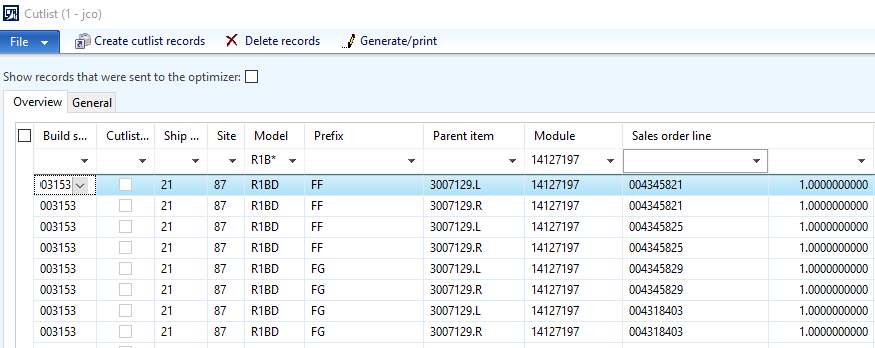 Cutlist (1 - jco)
File Create cutlist records Delete records Generate/print
Show records that were sent to the optimizer:
Overview General
Build s... Cutlist... Ship ... Site Model Prefix Parent item Module Sales order line
R1B* 14127197
003153 21 87 R1BD FF 3007129.L 14127197 004345821 1.0000000000
003153 21 87 R1BD FF 3007129.R 14127197 004345821 1.0000000000
003153 21 87 R1BD FF 3007129.L 14127197 004345825 1.0000000000
003153 21 87 R1BD FF 3007129.R 14127197 004345825 1.0000000000
003153 21 87 R1BD FG 3007129.L 14127197 004345829 1.0000000000
003153 21 87 R1BD FG 3007129.R 14127197 004345829 1.0000000000
003153 21 87 R1BD FG 3007129.L 14127197 004318403 1.0000000000
003153 21 87 R1BD FG 3007129.R 14127197 004318403 1.0000000000